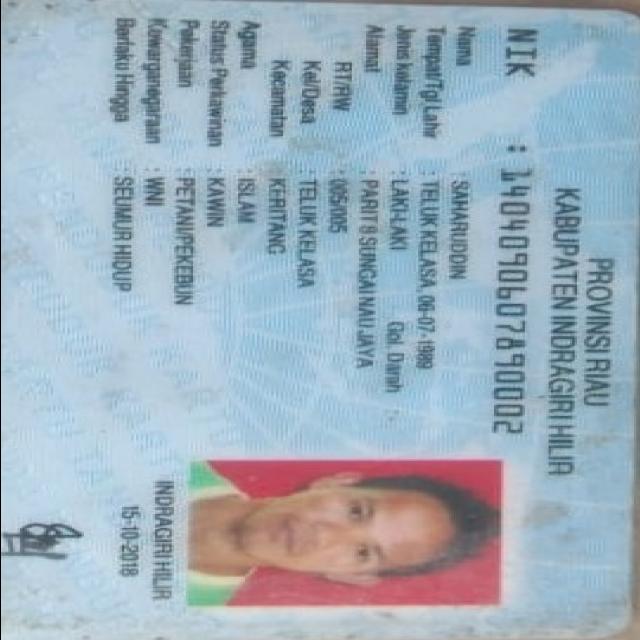 PROVINSI RIAU
KABUPATEN INDRAGIRI HILIR
NIK : 1404090607890002
Nama : SAHARUDDIN
Tempat/Tgl Lahir : TELUK KELASA, 06-07-1989
Jenis kelamin : LAKI-LAKI Gol. Darah : -
Alamat : PARIT 8 SUNGAI NAU JAYA
RT/RW : 005/005
Kel/Desa : TELUK KELASA
Kecamatan : KERITANG
Agama : ISLAM
Status Perkawinan : KAWIN
Pekerjaan : PETANI/PEKEBUN
Kewarganegaraan : WNI
Berlaku Hingga : SEUMUR HIDUP
INDRAGIRI HILIR
15-10-2018